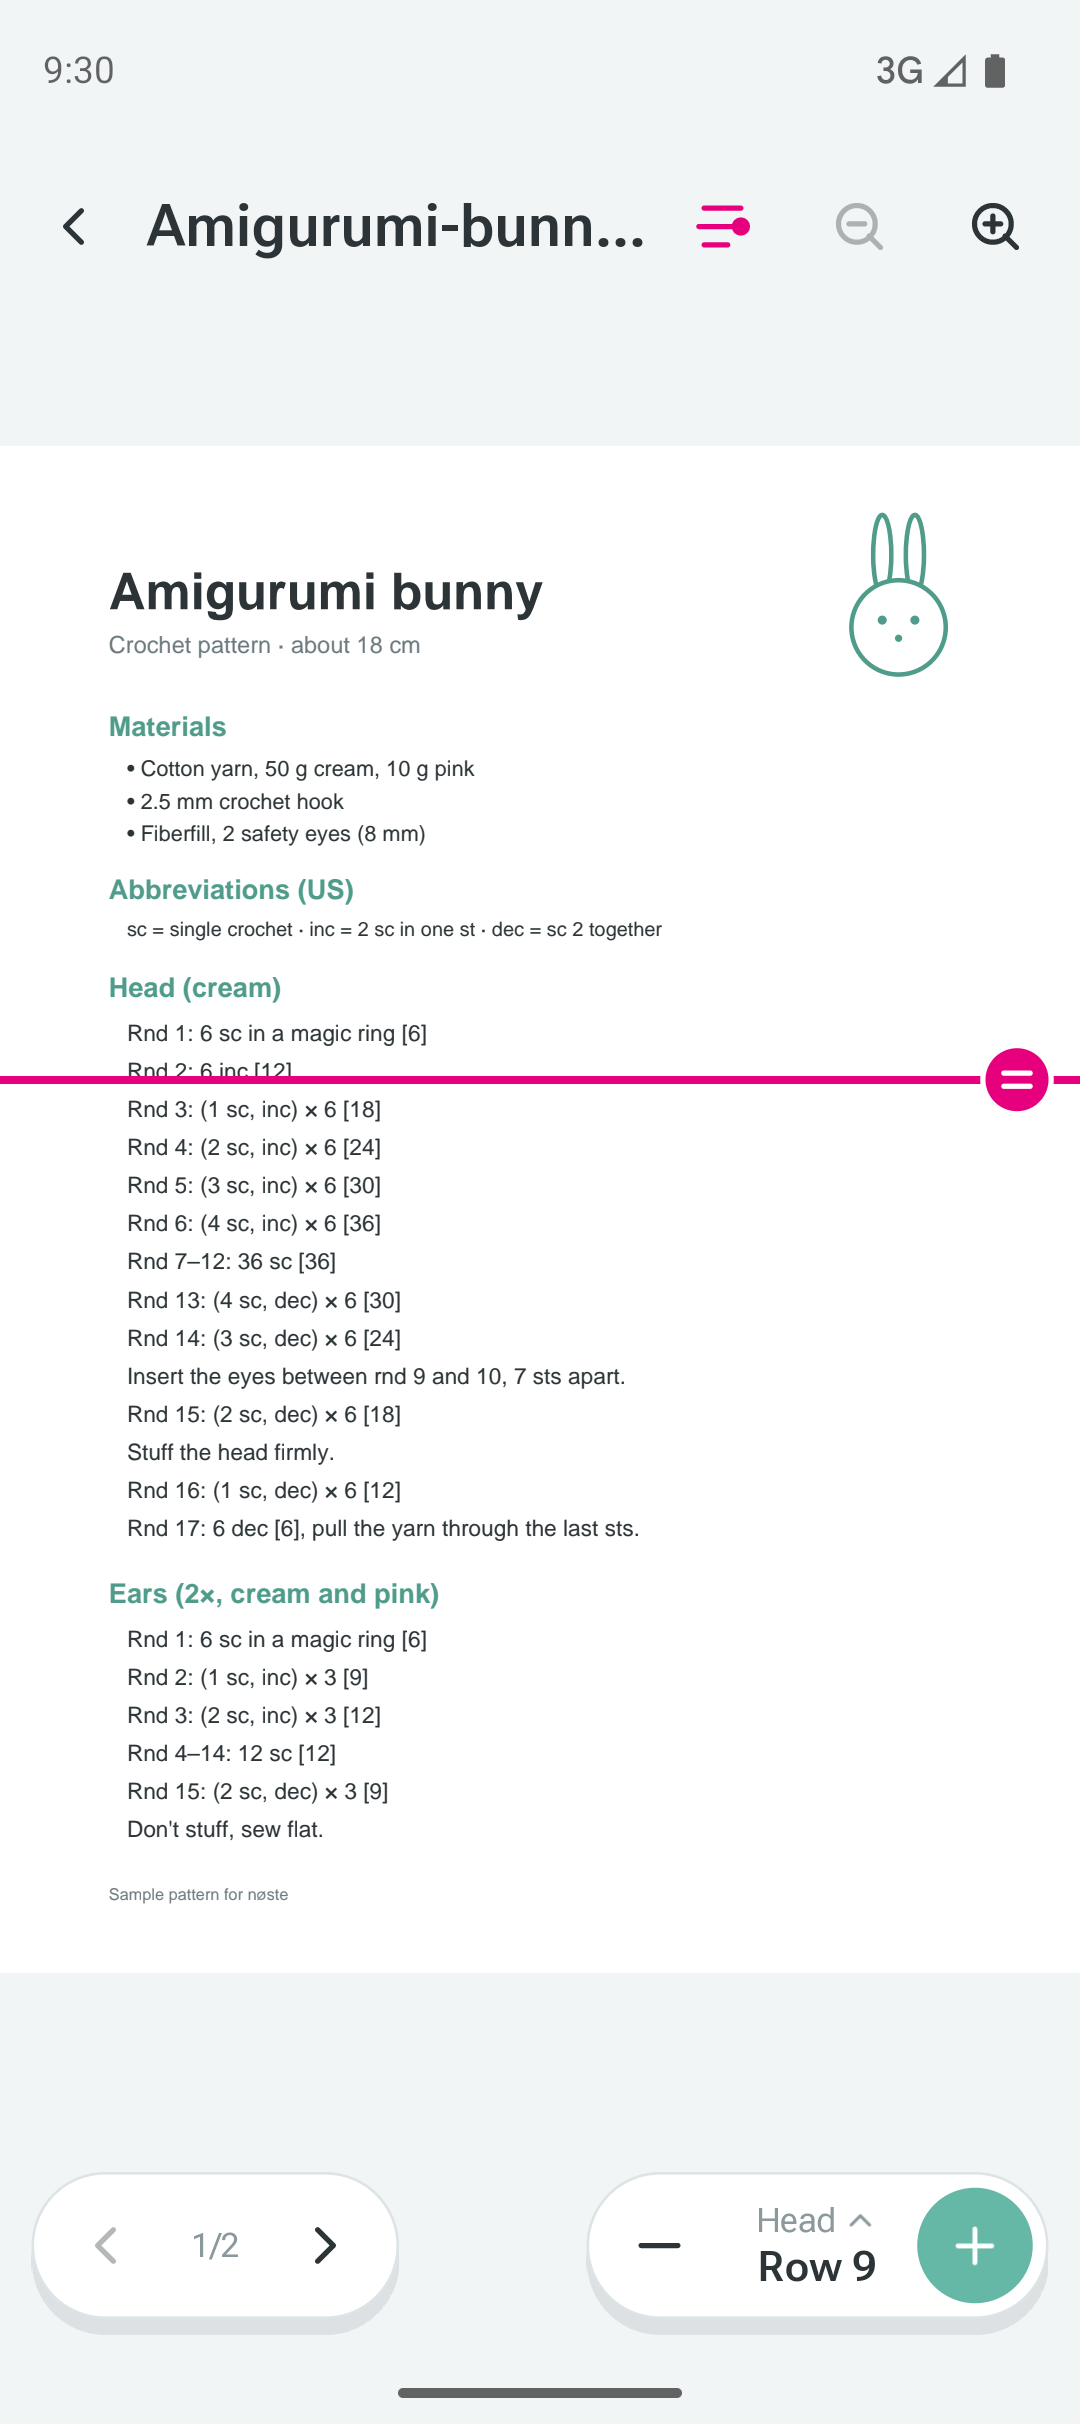 9:30
3G
Amigurumi-bunn...
Amigurumi bunny
Crochet pattern · about 18 cm
Materials
• Cotton yarn, 50 g cream, 10 g pink
• 2.5 mm crochet hook
• Fiberfill, 2 safety eyes (8 mm)
Abbreviations (US)
sc = single crochet · inc = 2 sc in one st · dec = sc 2 together
Head (cream)
Rnd 1: 6 sc in a magic ring [6]
Rnd 2: 6 inc [12]
Rnd 3: (1 sc, inc) × 6 [18]
Rnd 4: (2 sc, inc) × 6 [24]
Rnd 5: (3 sc, inc) × 6 [30]
Rnd 6: (4 sc, inc) × 6 [36]
Rnd 7–12: 36 sc [36]
Rnd 13: (4 sc, dec) × 6 [30]
Rnd 14: (3 sc, dec) × 6 [24]
Insert the eyes between rnd 9 and 10, 7 sts apart.
Rnd 15: (2 sc, dec) × 6 [18]
Stuff the head firmly.
Rnd 16: (1 sc, dec) × 6 [12]
Rnd 17: 6 dec [6], pull the yarn through the last sts.
Ears (2×, cream and pink)
Rnd 1: 6 sc in a magic ring [6]
Rnd 2: (1 sc, inc) × 3 [9]
Rnd 3: (2 sc, inc) × 3 [12]
Rnd 4–14: 12 sc [12]
Rnd 15: (2 sc, dec) × 3 [9]
Don't stuff, sew flat.
Sample pattern for nøste
1/2
Head
Row 9